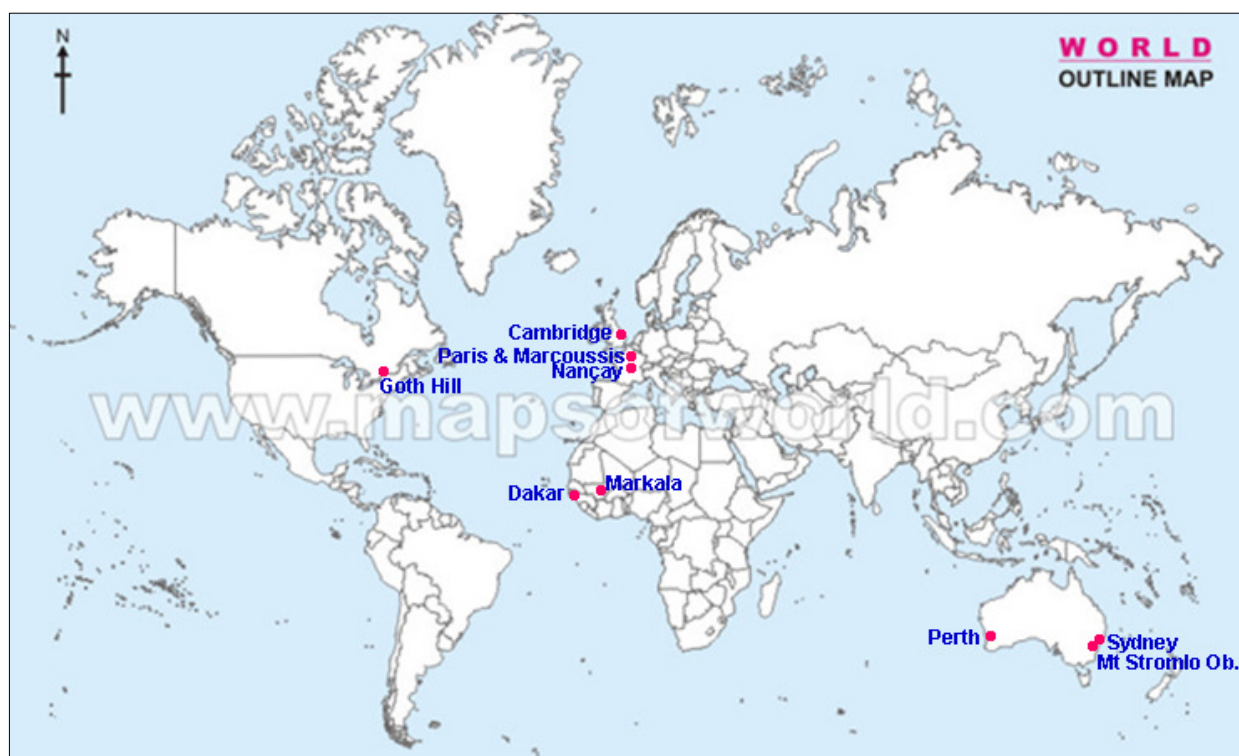 N
WORLD
OUTLINE MAP
Cambridge
Paris & Marcoussis
Nançay
Goth Hill
www.mapsofworld.com
Markala
Dakar
Perth
Sydney
Mt Stromlo Ob.